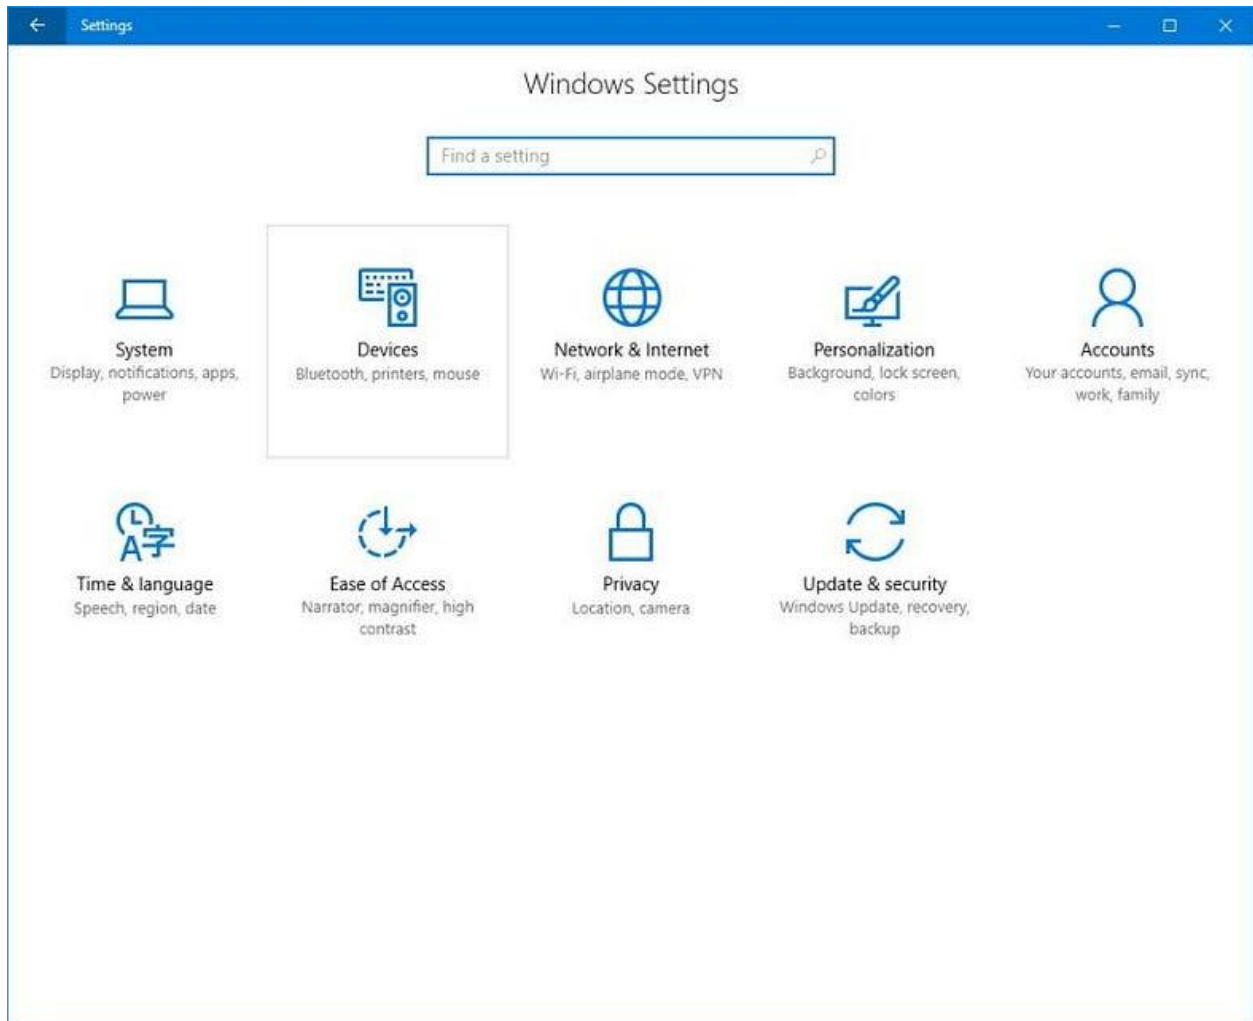 Settings
Windows Settings
Find a setting
System
Display, notifications, apps,
power
Devices
Bluetooth, printers, mouse
Network & Internet
Wi-Fi, airplane mode, VPN
Personalization
Background, lock screen,
colors
Accounts
Your accounts, email, sync,
work, family
A字
Time & language
Speech, region, date
Ease of Access
Narrator, magnifier, high
contrast
Privacy
Location, camera
Update & security
Windows Update, recovery,
backup